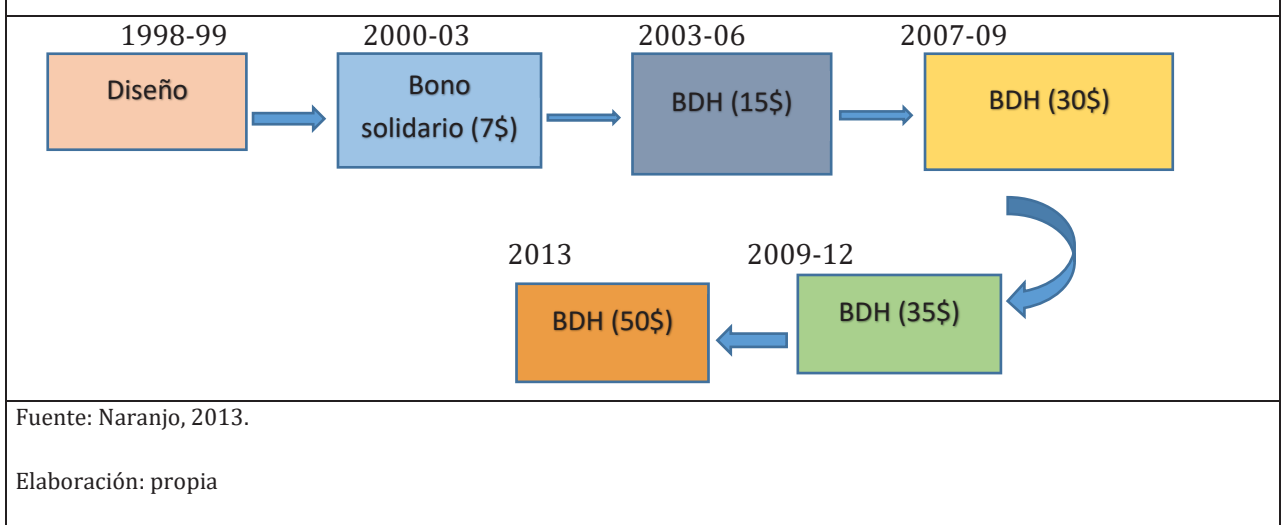 1998-99
Diseño
2000-03
Bono
solidario (7$)
2003-06
BDH (15$)
2007-09
BDH (30$)
2009-12
BDH (35$)
2013
BDH (50$)
Fuente: Naranjo, 2013.
Elaboración: propia